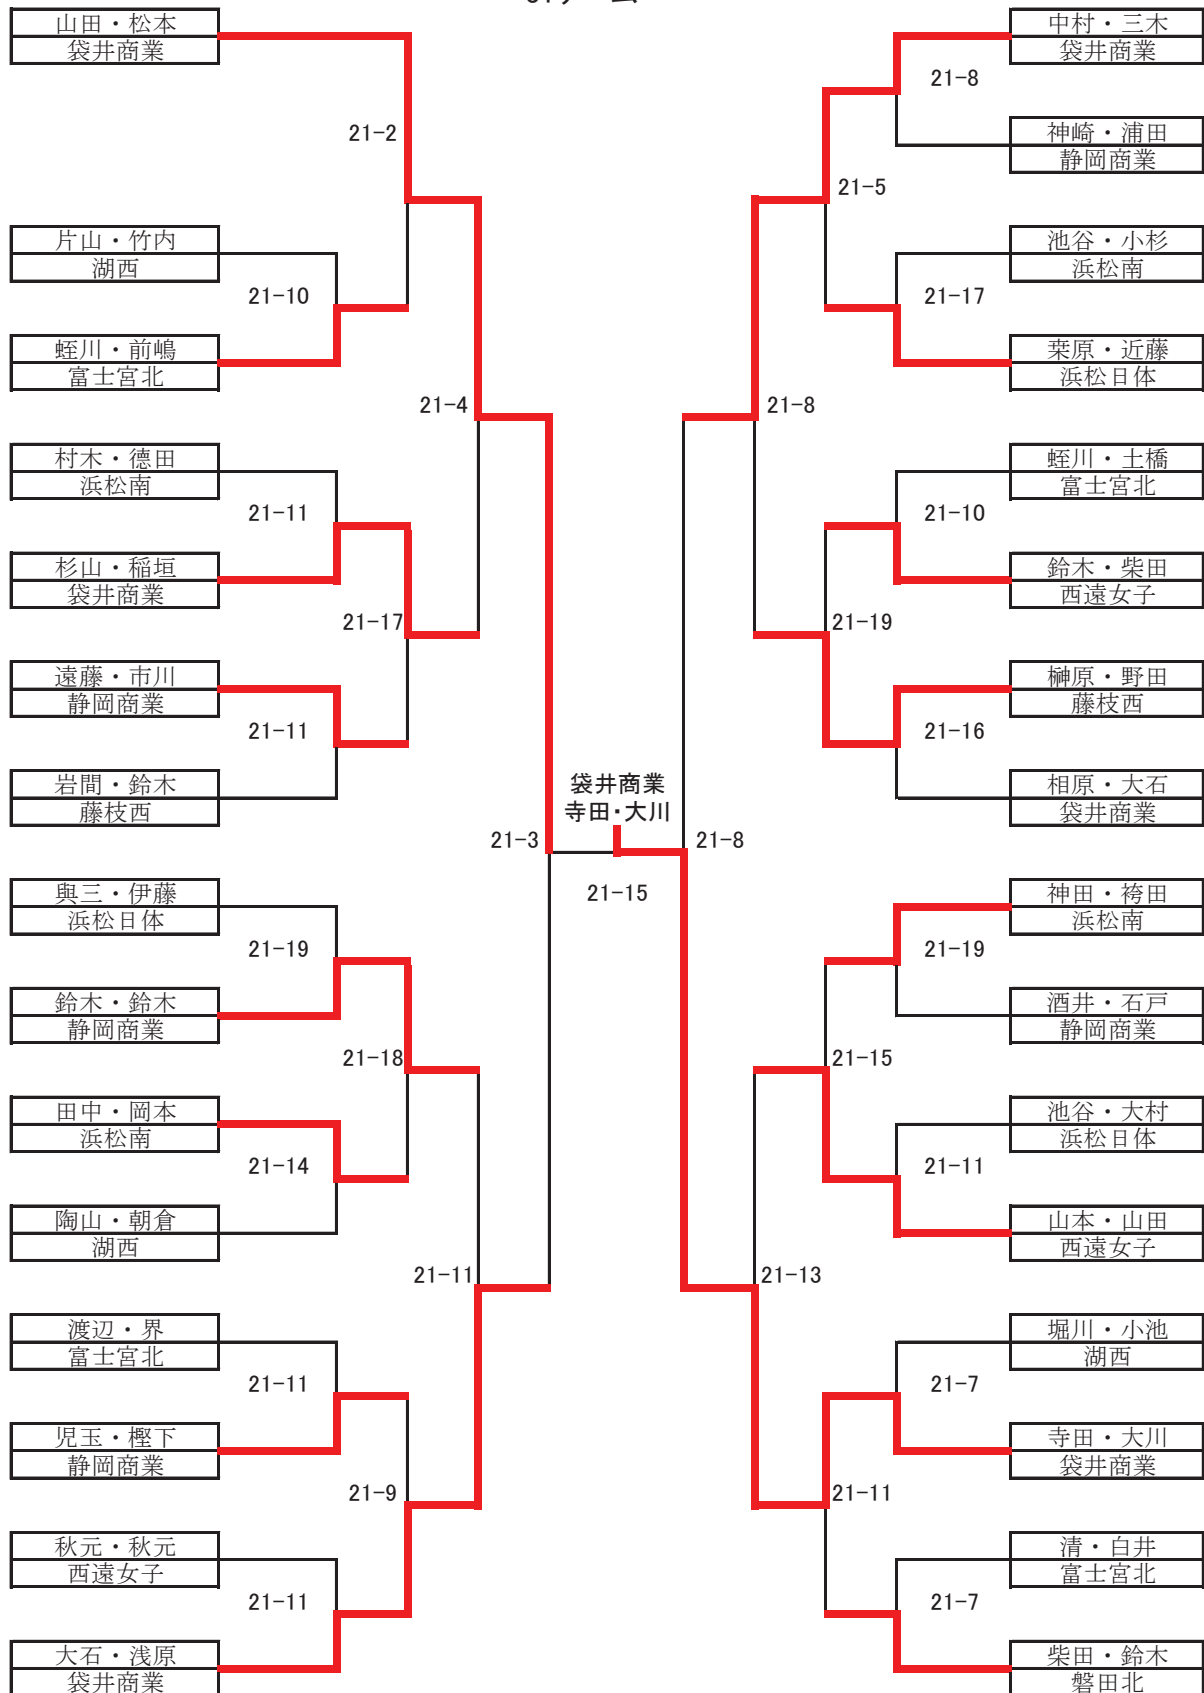 山田・松本
袋井商業
21-2
片山・竹内
湖西
21-10
蛭川・前嶋
富士宮北
21-4
村木・德田
浜松南
21-11
杉山・稲垣
袋井商業
21-17
遠藤・市川
静岡商業
21-11
岩間・鈴木
藤枝西
21-3
與三・伊藤
浜松日体
21-19
鈴木・鈴木
静岡商業
21-18
田中・岡本
浜松南
21-14
陶山・朝倉
湖西
21-11
渡辺・界
富士宮北
21-11
児玉・樫下
静岡商業
21-9
秋元・秋元
西遠女子
21-11
大石・浅原
袋井商業
袋井商業
寺田・大川
21-15
中村・三木
袋井商業
21-8
神崎・浦田
静岡商業
21-5
池谷・小杉
浜松南
21-17
桒原・近藤
浜松日体
21-8
蛭川・土橋
富士宮北
21-10
鈴木・柴田
西遠女子
21-19
榊原・野田
藤枝西
21-16
相原・大石
袋井商業
21-8
神田・袴田
浜松南
21-19
酒井・石戸
静岡商業
21-15
池谷・大村
浜松日体
21-11
山本・山田
西遠女子
21-13
堀川・小池
湖西
21-7
寺田・大川
袋井商業
21-11
清・白井
富士宮北
21-7
柴田・鈴木
磐田北